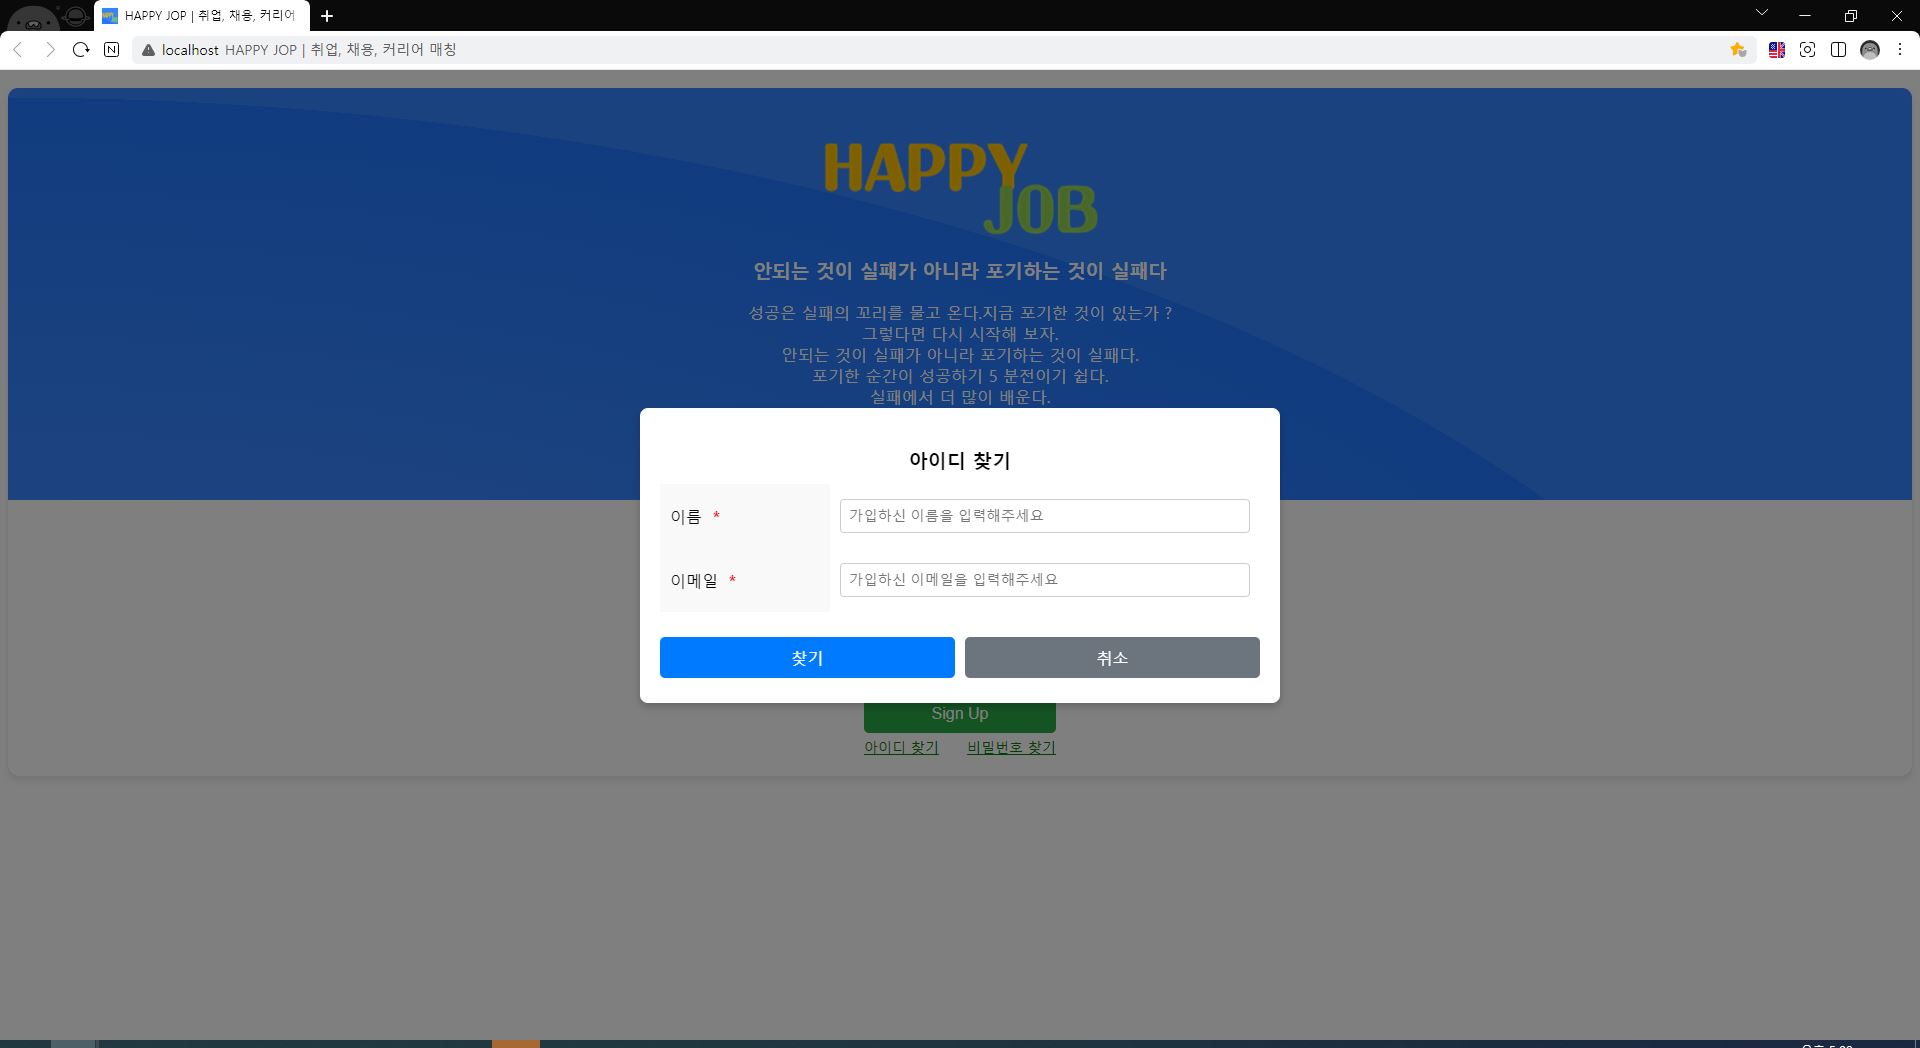 HAPPY JOP | 취업, 채용, 커리어
localhost HAPPY JOP | 취업, 채용, 커리어 매칭
HAPPY
JOB
안되는 것이 실패가 아니라 포기하는 것이 실패다
성공은 실패의 꼬리를 물고 온다.지금 포기한 것이 있는가 ?
그렇다면 다시 시작해 보자.
안되는 것이 실패가 아니라 포기하는 것이 실패다.
포기한 순간이 성공하기 5 분전이기 쉽다.
실패에서 더 많이 배운다.
아이디 찾기
이름 *
가입하신 이름을 입력해주세요
이메일 *
가입하신 이메일을 입력해주세요
찾기 취소
Sign Up
아이디 찾기 비밀번호 찾기